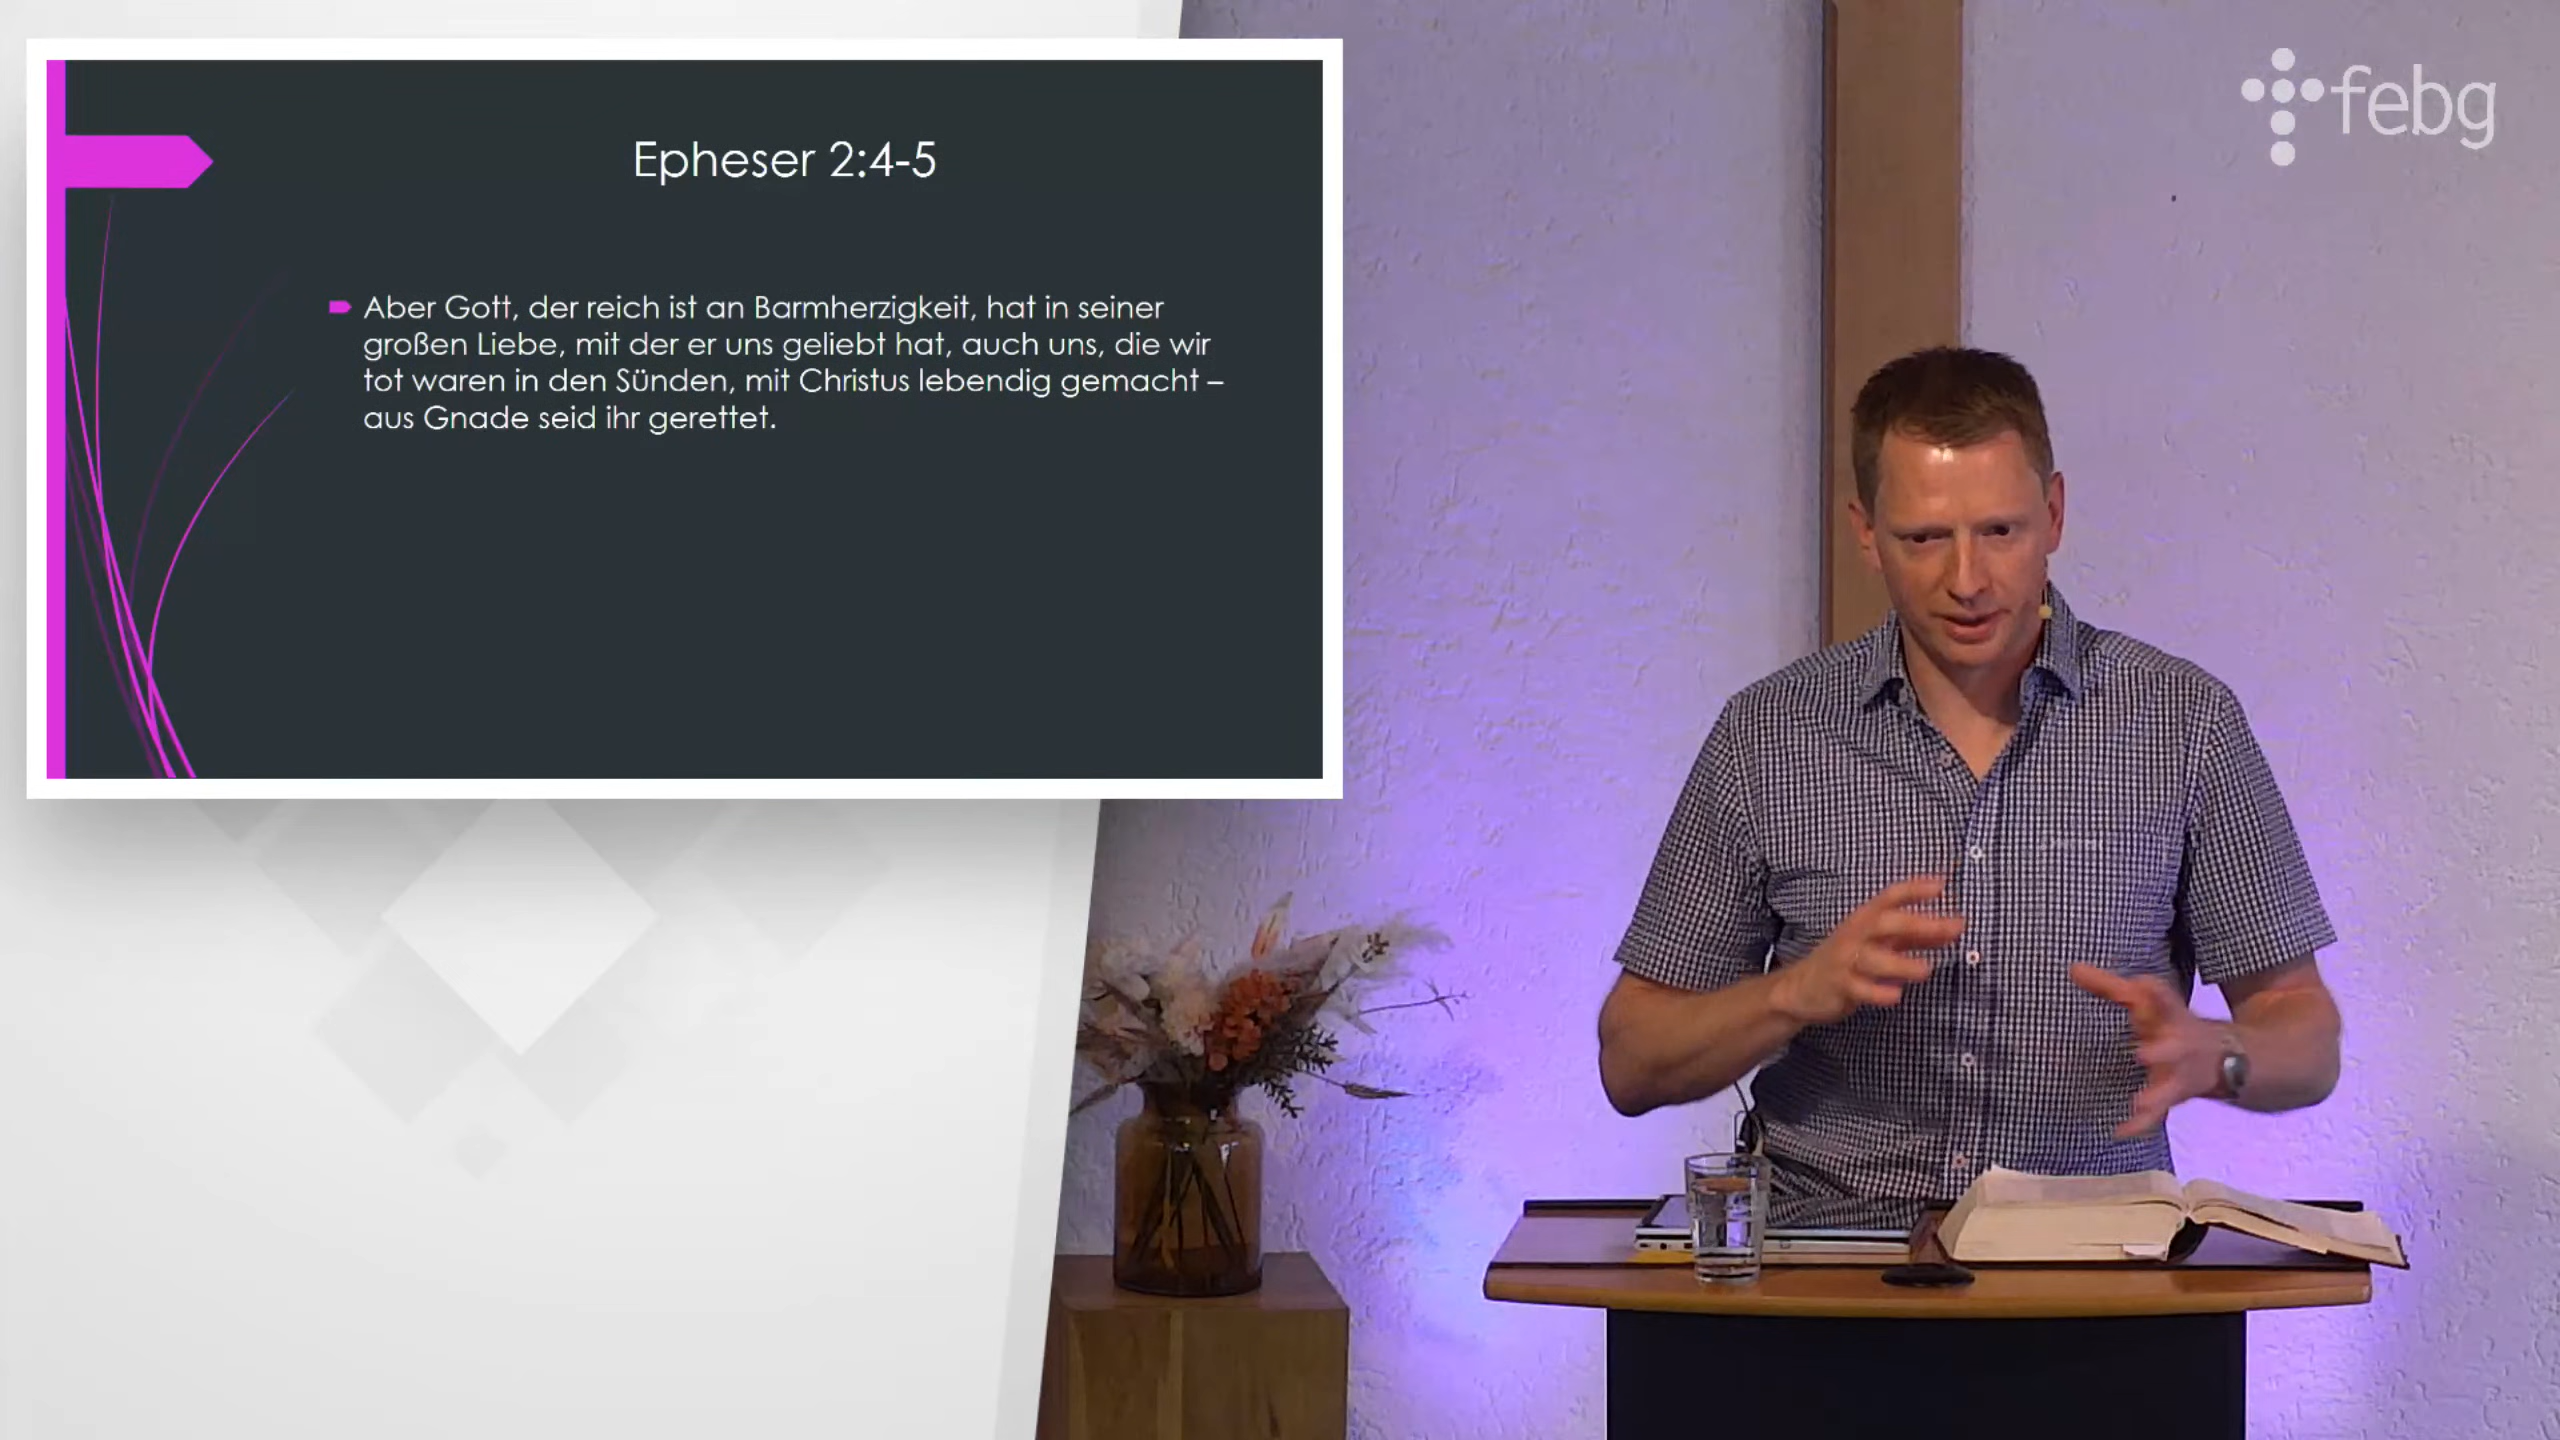 Epheser 2:4-5
Aber Gott, der reich ist an Barmherzigkeit, hat in seiner
großen Liebe, mit der er uns geliebt hat, auch uns, die wir
tot waren in den Sünden, mit Christus lebendig gemacht –
aus Gnade seid ihr gerettet.
febg